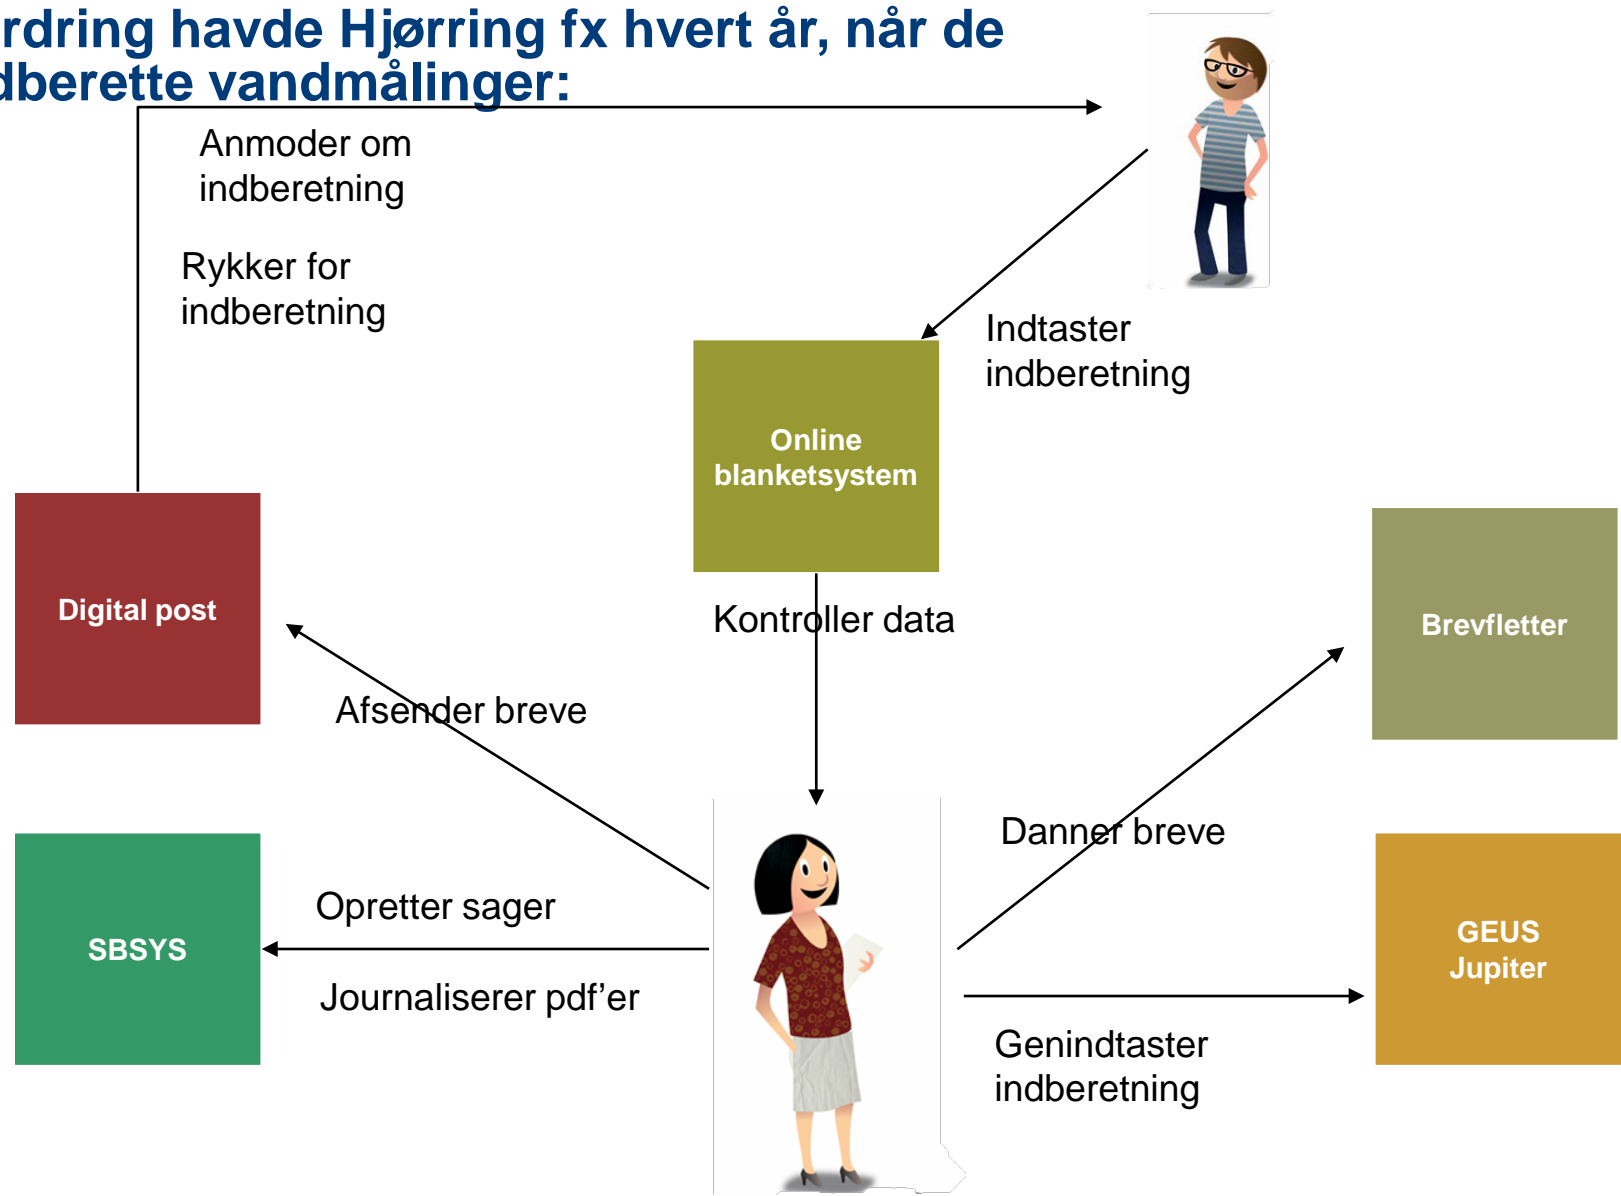 rdring havde Hjørring fx hvert år, når de
dberette vandmålinger:
Anmoder om
indberetning
Rykker for
indberetning
Indtaster
indberetning
Online
blanketsystem
Digital post
Kontroller data
Brevfletter
Afsender breve
Danner breve
Opretter sager
SBSYS
Journaliserer pdf’er
GEUS
Jupiter
Genindtaster
indberetning